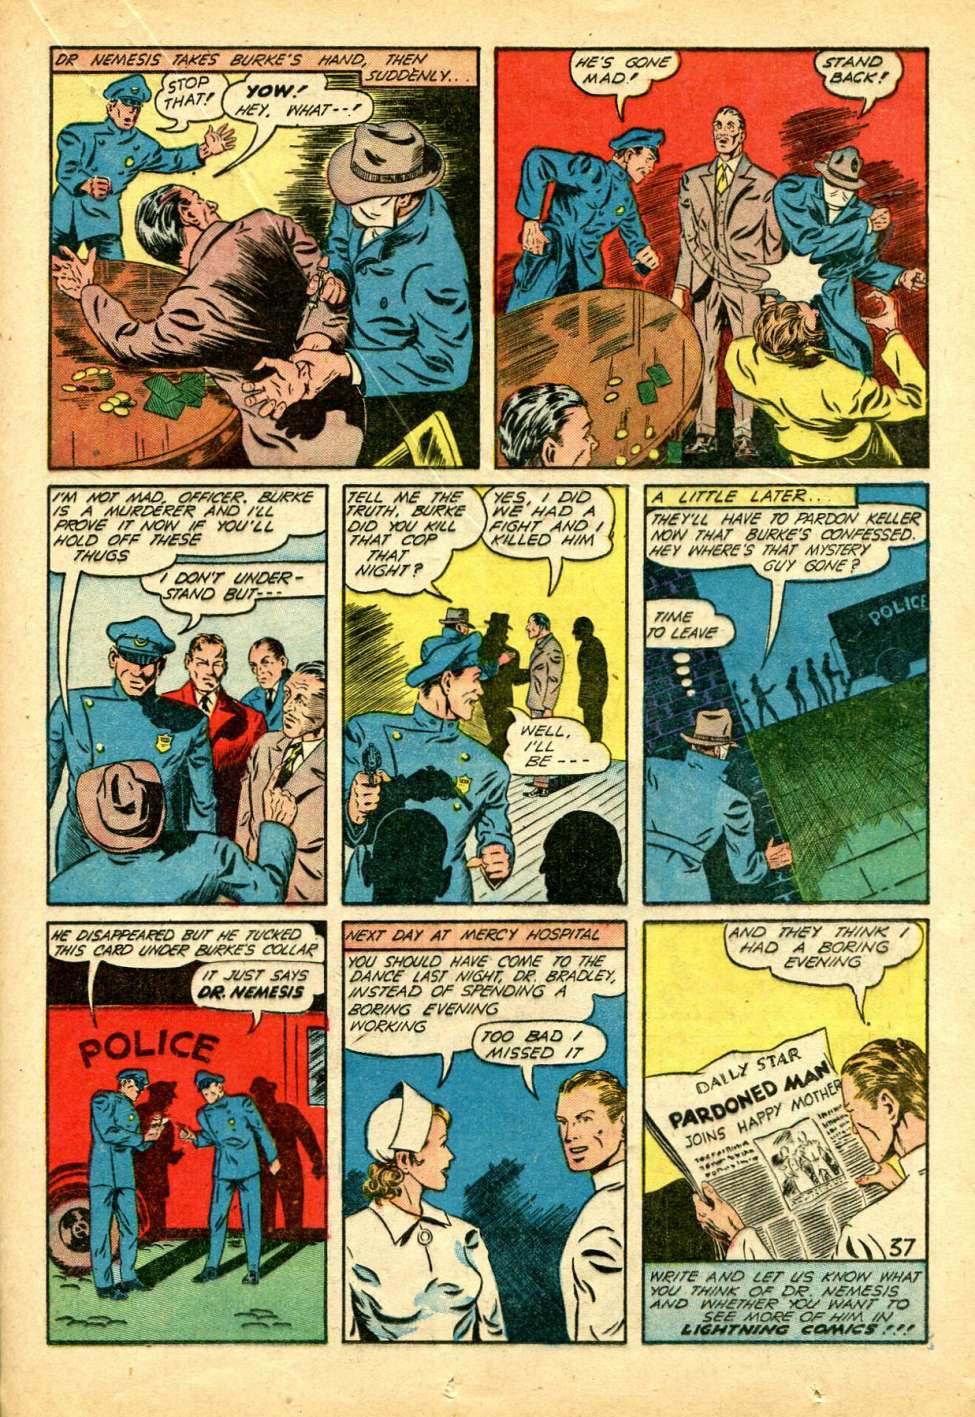 DR NEMESIS TAKES BURKE'S HAND, THEN
SUDDENLY...
STOP
THAT!
YOW!
HEY, WHAT--!
HE'S GONE
MAD!
STAND
BACK!
I'M NOT MAD, OFFICER, BURKE
IS A MURDERER AND I'LL
PROVE IT NOW IF YOU'LL
HOLD OFF THESE
THUGS
I DON'T UNDER-
STAND BUT---
TELL ME THE
TRUTH, BURKE
DID YOU KILL
THAT COP
THAT
NIGHT?
YES, I DID
WE HAD A
FIGHT AND I
KILLED HIM
WELL,
I'LL
BE ---
A LITTLE LATER...
THEY'LL HAVE TO PARDON KELLER
NOW THAT BURKE'S CONFESSED.
HEY WHERE'S THAT MYSTERY
GUY GONE?
TIME
TO LEAVE
POLICE
HE DISAPPEARED BUT HE TUCKED
THIS CARD UNDER BURKE'S COLLAR
IT JUST SAYS
DR. NEMESIS
POLICE
NEXT DAY AT MERCY HOSPITAL
YOU SHOULD HAVE COME TO THE
DANCE LAST NIGHT, DR. BRADLEY,
INSTEAD OF SPENDING A
BORING EVENING
WORKING
TOO BAD I
MISSED IT
AND THEY THINK I
HAD A BORING
EVENING
DAILY STAR
PARDONED MAN
JOINS HAPPY MOTHER
37
WRITE AND LET US KNOW WHAT
YOU THINK OF DR. NEMESIS
AND WHETHER YOU WANT TO
SEE MORE OF HIM IN
LIGHTNING COMICS!!!